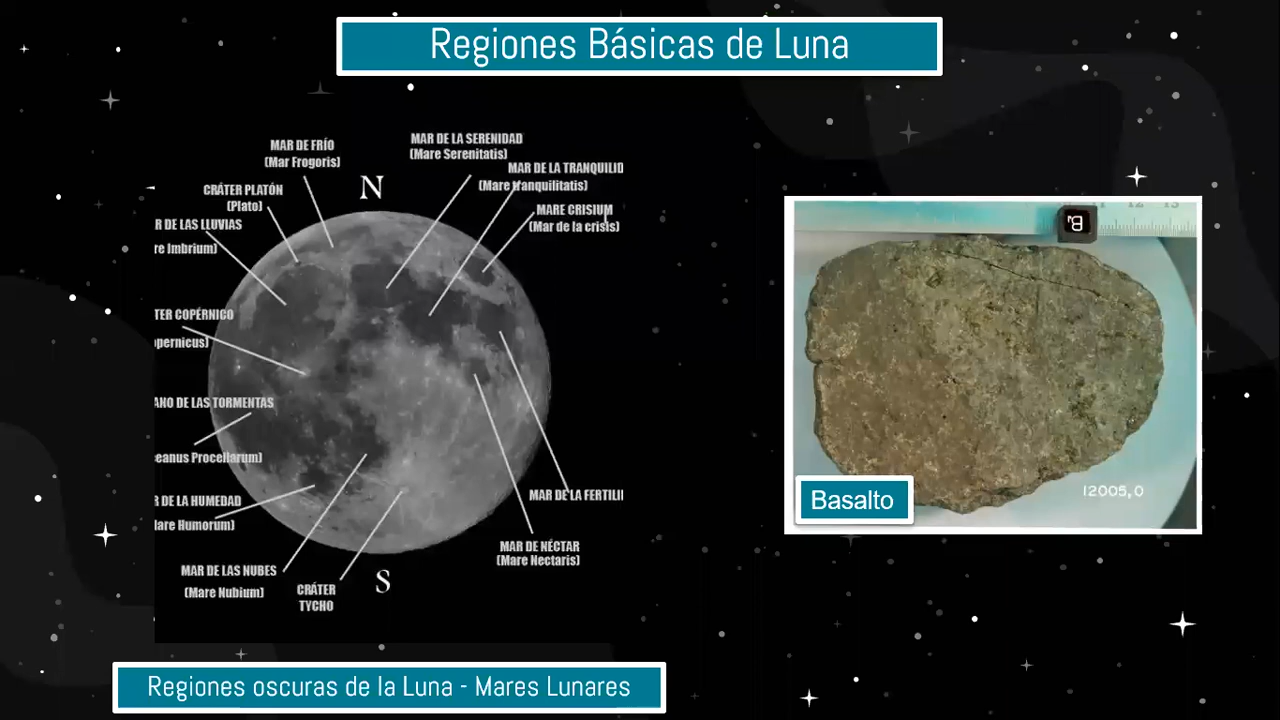 Regiones Básicas de Luna
MAR DE LA SERENIDAD
(Mare Serenitatis)
MAR DE FRÍO
(Mar Frogoris)
MAR DE LA TRANQUILID
(Mare tranquilitatis)
CRÁTER PLATÓN
(Plato)
N
MARE CRISIUM
(Mar de la crisis)
R DE LAS LLUVIAS
re Imbrium)
TER COPÉRNICO
opernicus)
ANO DE LAS TORMENTAS
eanus Procellarum)
R DE LA HUMEDAD
Mare Humorum)
MAR DE LA FERTILI
MAR DE NÉCTAR
(Mare Nectaris)
MAR DE LAS NUBES
(Mare Nubium)
CRÁTER
TYCHO
S
11 12 13
B
12005,0
Basalto
Regiones oscuras de la Luna - Mares Lunares